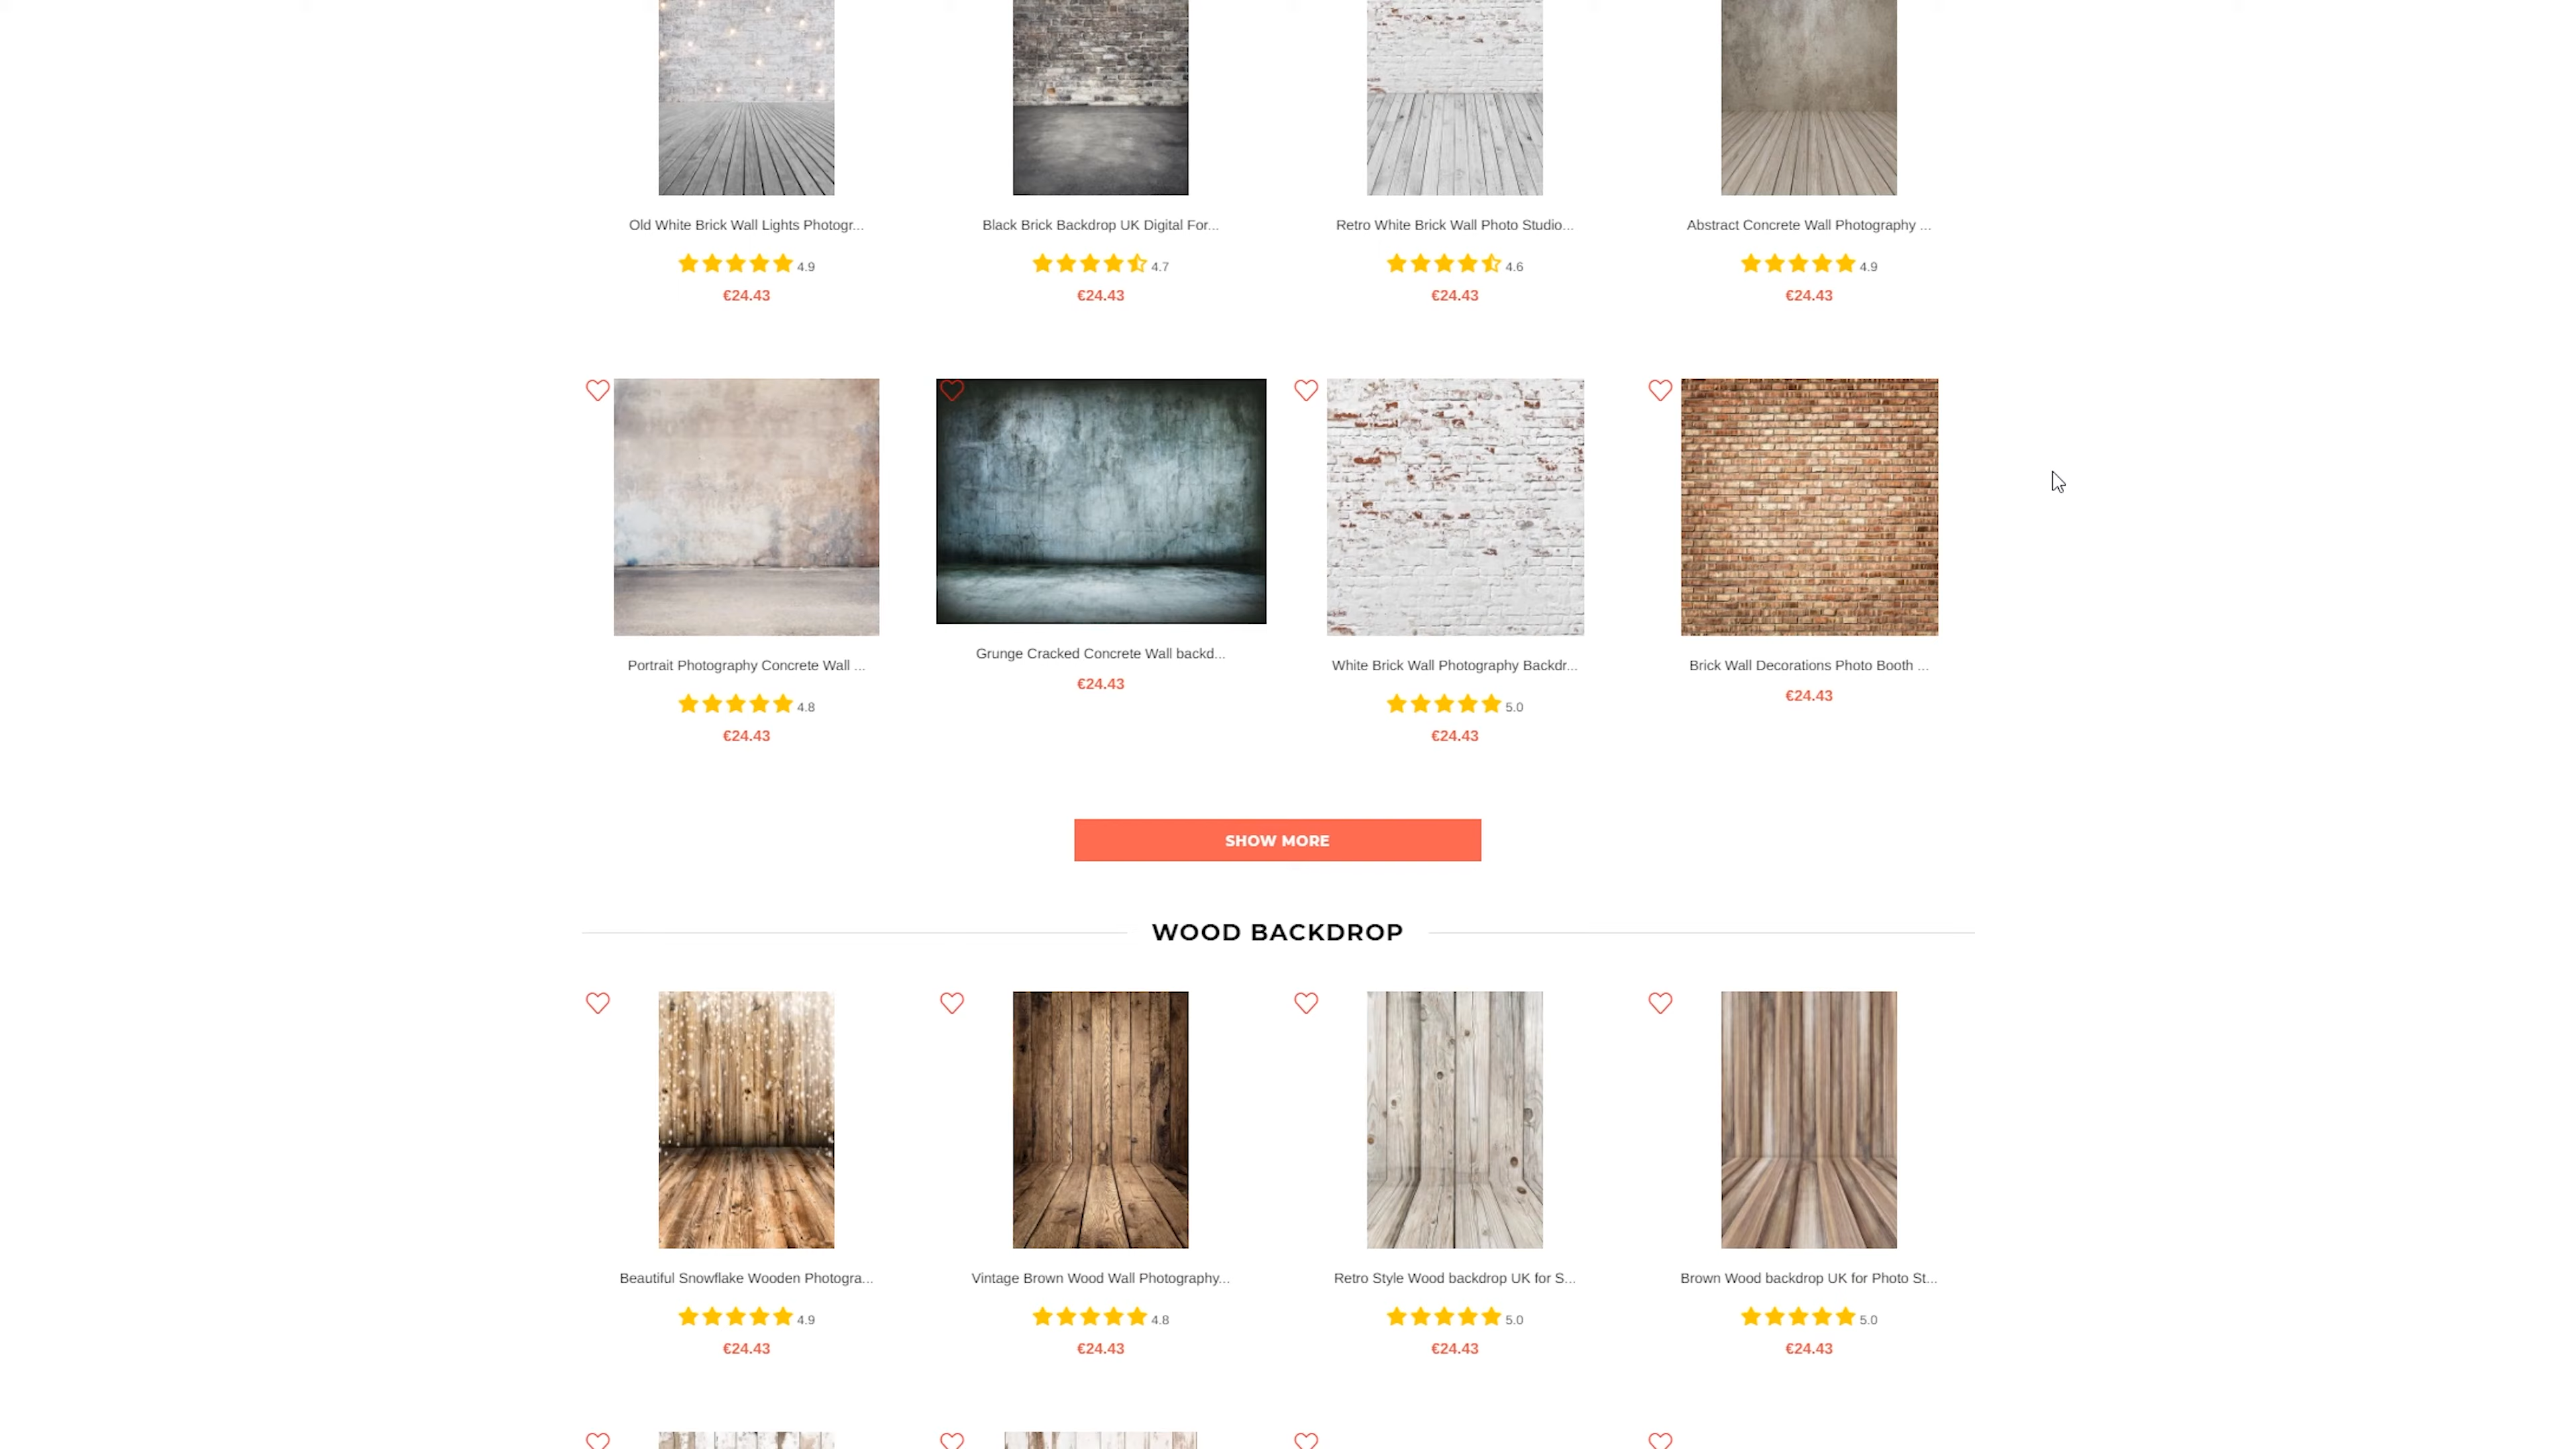 Old White Brick Wall Lights Photogr...
Black Brick Backdrop UK Digital For...
Retro White Brick Wall Photo Studio...
Abstract Concrete Wall Photography ...
4.9
4.7
4.6
4.9
€24.43
€24.43
€24.43
€24.43
Portrait Photography Concrete Wall ...
Grunge Cracked Concrete Wall backd...
White Brick Wall Photography Backdr...
Brick Wall Decorations Photo Booth ...
4.8
€24.43
5.0
€24.43
€24.43
€24.43
SHOW MORE
WOOD BACKDROP
Beautiful Snowflake Wooden Photogra...
Vintage Brown Wood Wall Photography...
Retro Style Wood backdrop UK for S...
Brown Wood backdrop UK for Photo St...
4.9
4.8
5.0
5.0
€24.43
€24.43
€24.43
€24.43